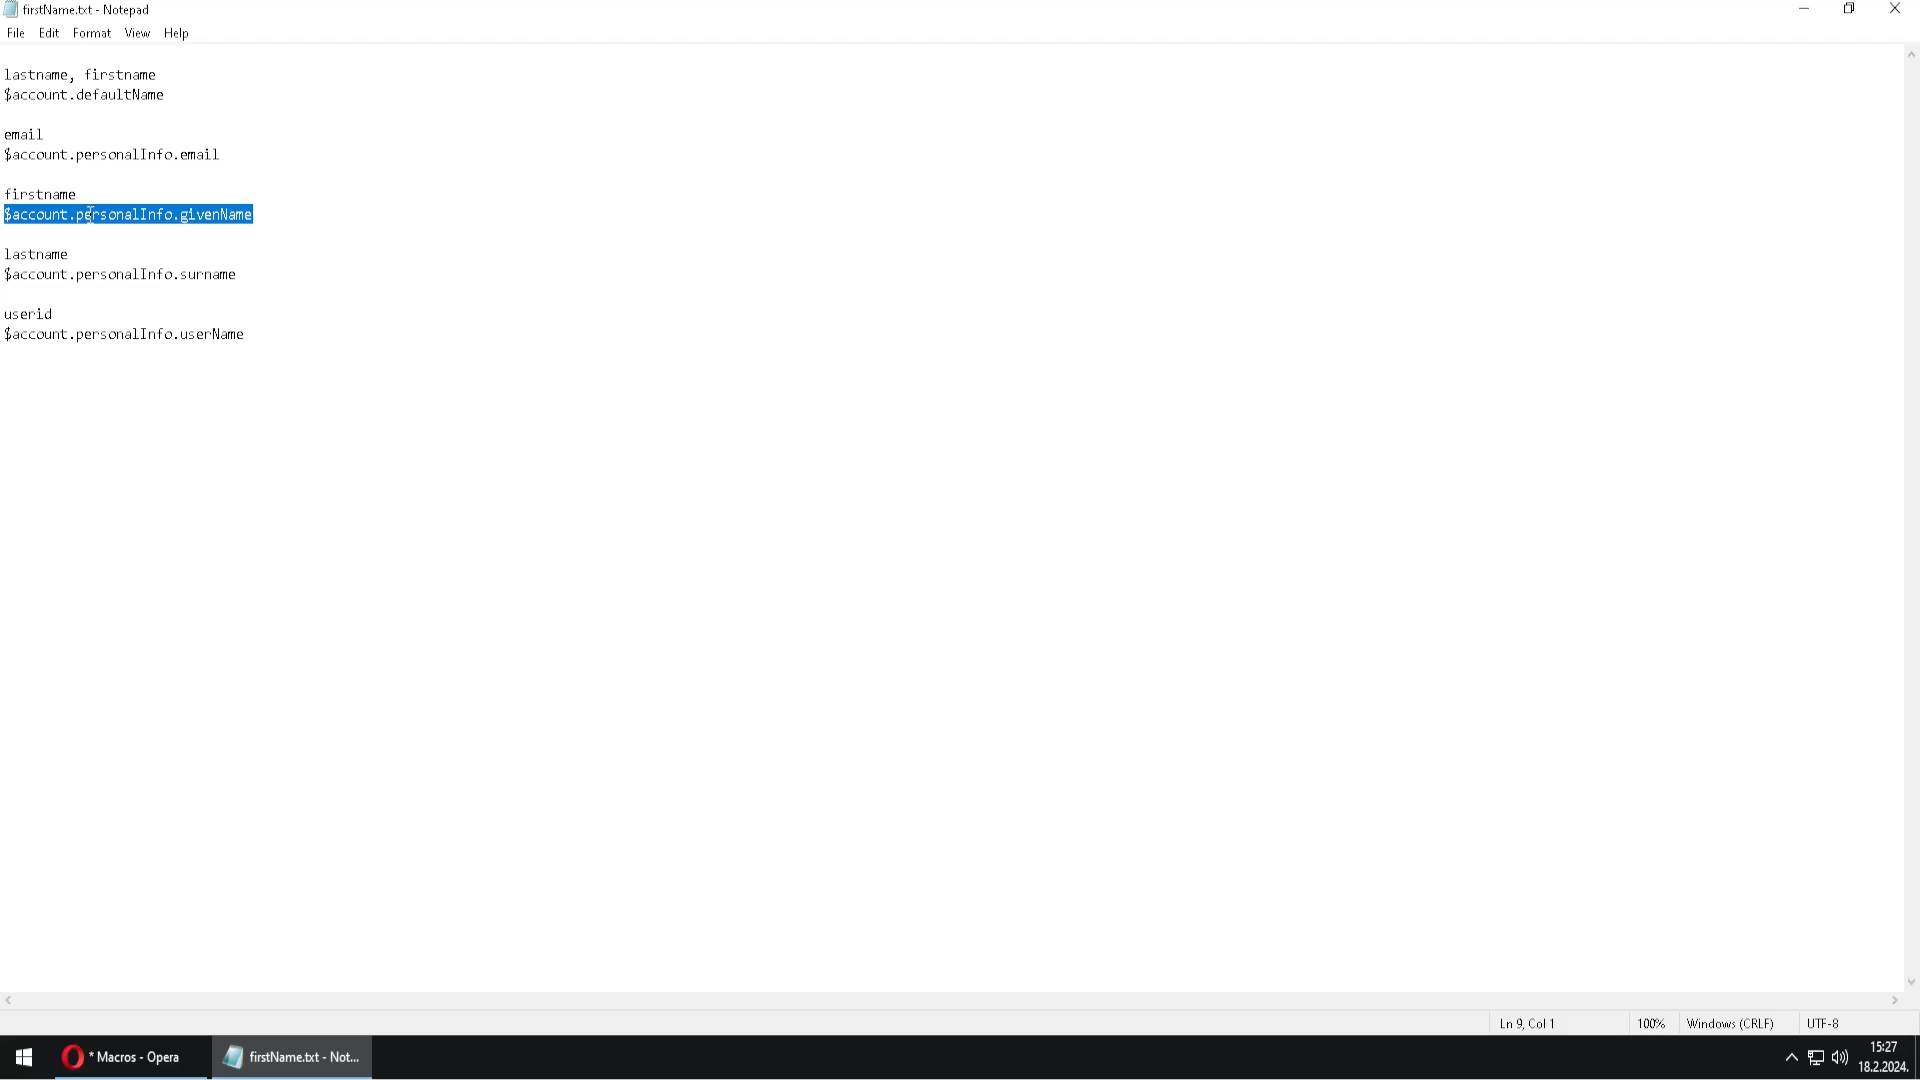 firstName.txt - Notepad
File Edit Format View Help
lastname, firstname
$account.defaultName
email
$account.personalInfo.email
firstname
$account.personalInfo.givenName
lastname
$account.personalInfo.surname
userid
$account.personalInfo.userName
Ln 9, Col 1 100% Windows (CRLF) UTF-8
* Macros - Opera firstName.txt - Not... 15:27
18.2.2024.